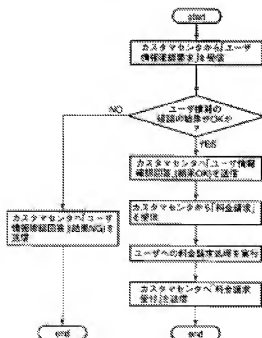 start
カスタマセンタから「ユーザ
情報確認要求」を受信
ユーザ情報の
確認の結果がOKか
?
NO
YES
カスタマセンタへ「ユーザ情報
確認回答」(結果OK)を送信
カスタマセンタへ「ユーザ
情報確認回答」(結果NG)を
送信
カスタマセンタから「料金請求」
を受信
ユーザへの料金請求処理を実行
カスタマセンタへ「料金請求
受付」を送信
end
end